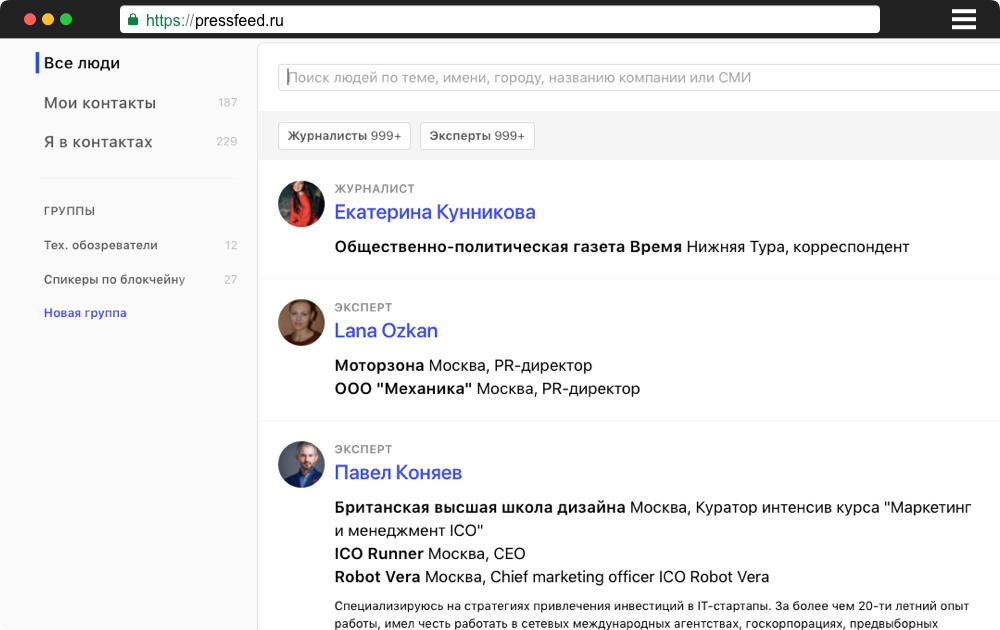 https://pressfeed.ru
Все люди
Мои контакты 187
Я в контактах 229
ГРУППЫ
Тех. обозреватели 12
Спикеры по блокчейну 27
Новая группа
Поиск людей по теме, имени, городу, названию компании или СМИ
Журналисты 999+ Эксперты 999+
ЖУРНАЛИСТ
Екатерина Кунникова
Общественно-политическая газета Время Нижняя Тура, корреспондент
ЭКСПЕРТ
Lana Ozkan
Моторзона Москва, PR-директор
ООО "Механика" Москва, PR-директор
ЭКСПЕРТ
Павел Коняев
Британская высшая школа дизайна Москва, Куратор интенсив курса "Маркетинг
и менеджмент ICO"
ICO Runner Москва, CEO
Robot Vera Москва, Chief marketing officer ICO Robot Vera
Специализируюсь на стратегиях привлечения инвестиций в IT-стартапы. За более чем 20-ти летний опыт
работы, имел честь работать в сетевых международных агентствах, госкорпорациях, предвыборных